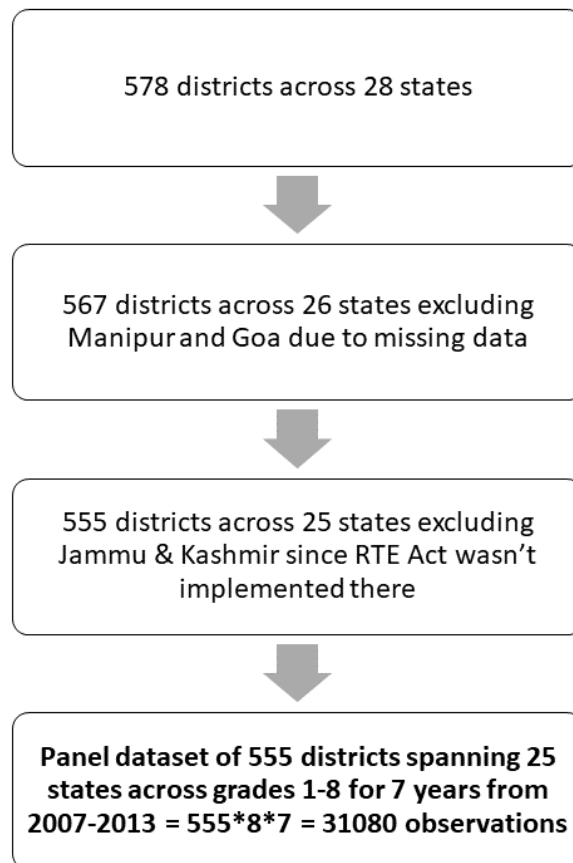 578 districts across 28 states
567 districts across 26 states excluding
Manipur and Goa due to missing data
555 districts across 25 states excluding
Jammu & Kashmir since RTE Act wasn’t
implemented there
Panel dataset of 555 districts spanning 25
states across grades 1-8 for 7 years from
2007-2013 = 555*8*7 = 31080 observations